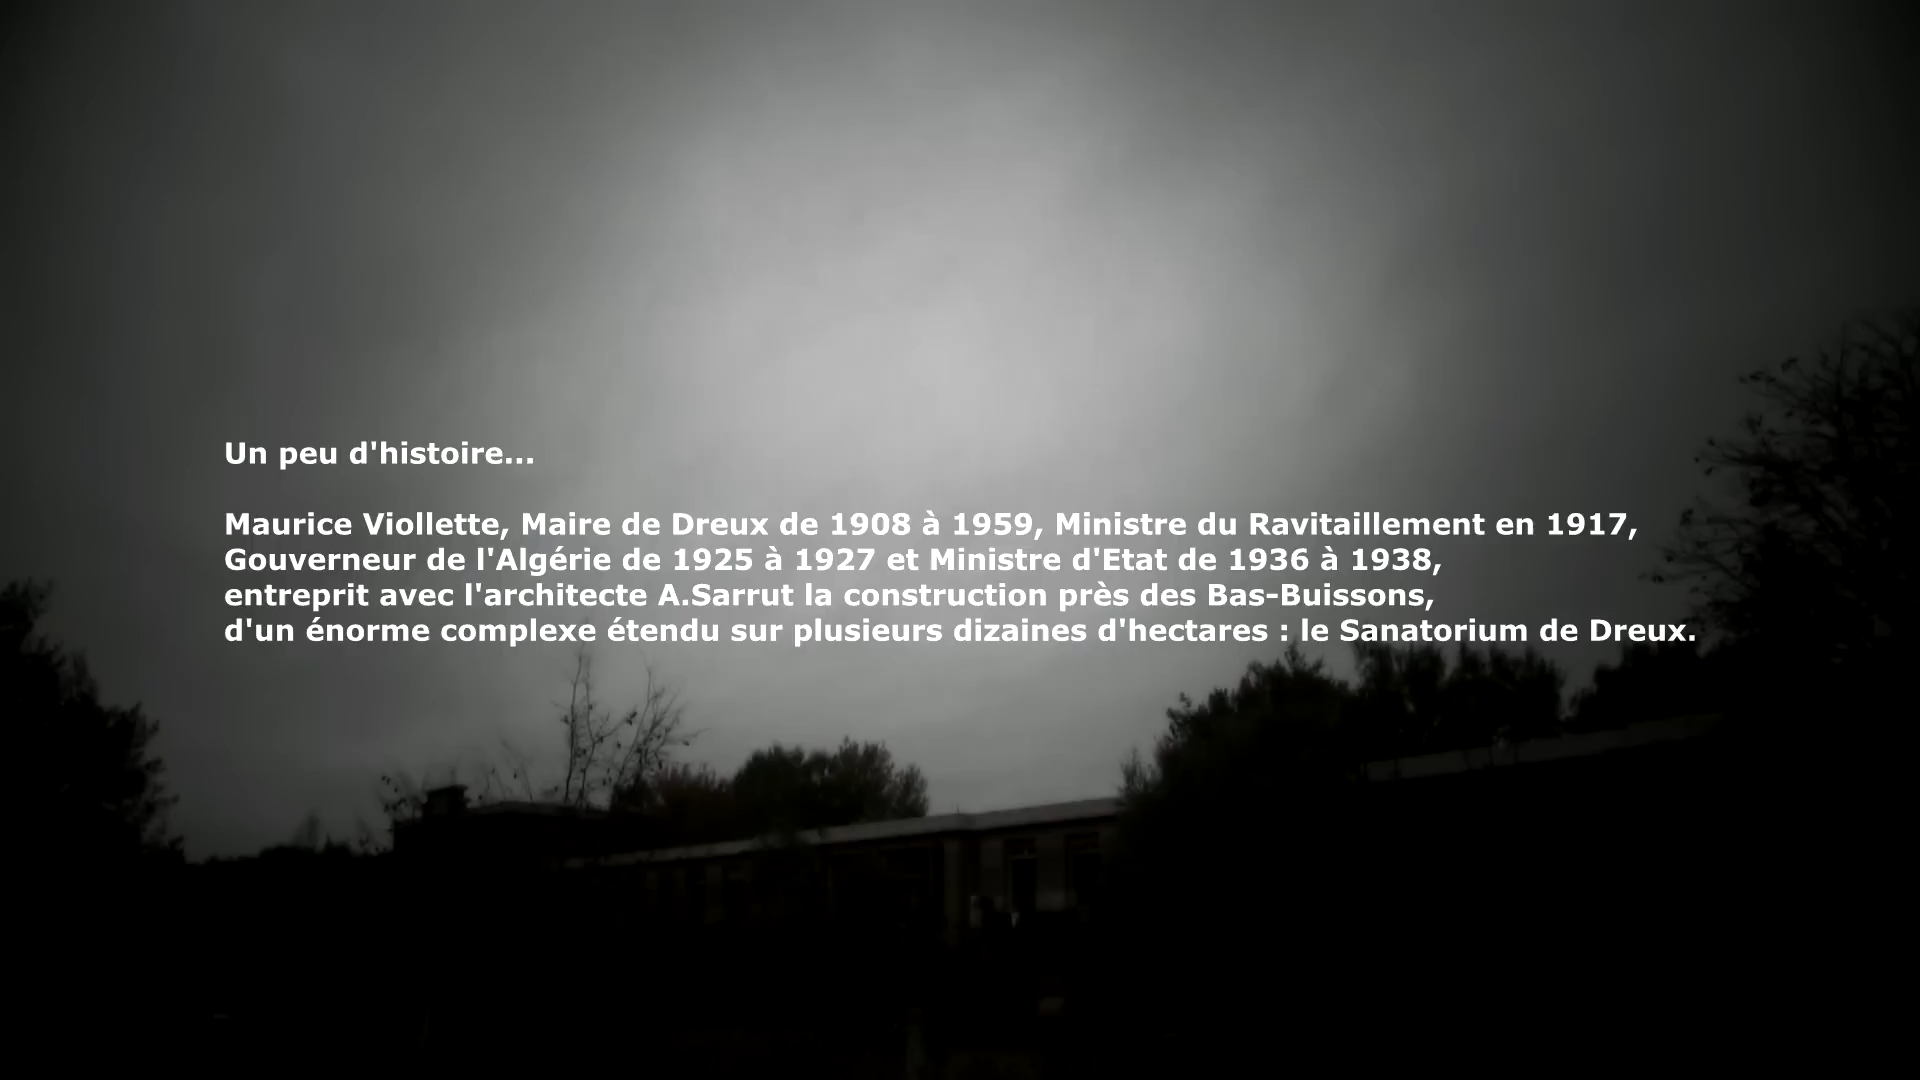 Un peu d'histoire...
Maurice Viollette, Maire de Dreux de 1908 à 1959, Ministre du Ravitaillement en 1917,
Gouverneur de l'Algérie de 1925 à 1927 et Ministre d'Etat de 1936 à 1938,
entreprit avec l'architecte A.Sarrut la construction près des Bas-Buissons,
d'un énorme complexe étendu sur plusieurs dizaines d'hectares : le Sanatorium de Dreux.